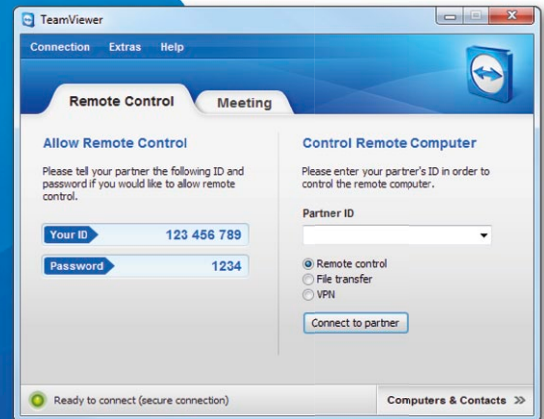 TeamViewer
Connection Extras Help
Remote Control Meeting
Allow Remote Control
Please tell your partner the following ID and
password if you would like to allow remote
control.
Your ID 123 456 789
Password 1234
Control Remote Computer
Please enter your partner's ID in order to
control the remote computer.
Partner ID
Remote control
File transfer
VPN
Connect to partner
Ready to connect (secure connection)
Computers & Contacts >>